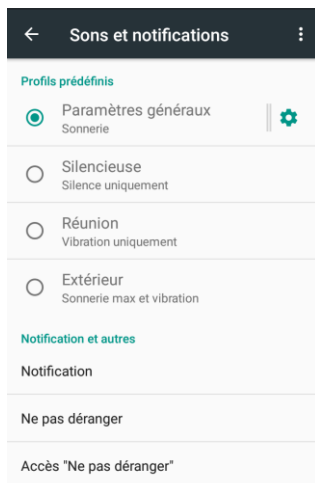 Sons et notifications
Profils prédéfinis
Paramètres généraux
Sonnerie
Silencieuse
Silence uniquement
Réunion
Vibration uniquement
Extérieur
Sonnerie max et vibration
Notification et autres
Notification
Ne pas déranger
Accès "Ne pas déranger"